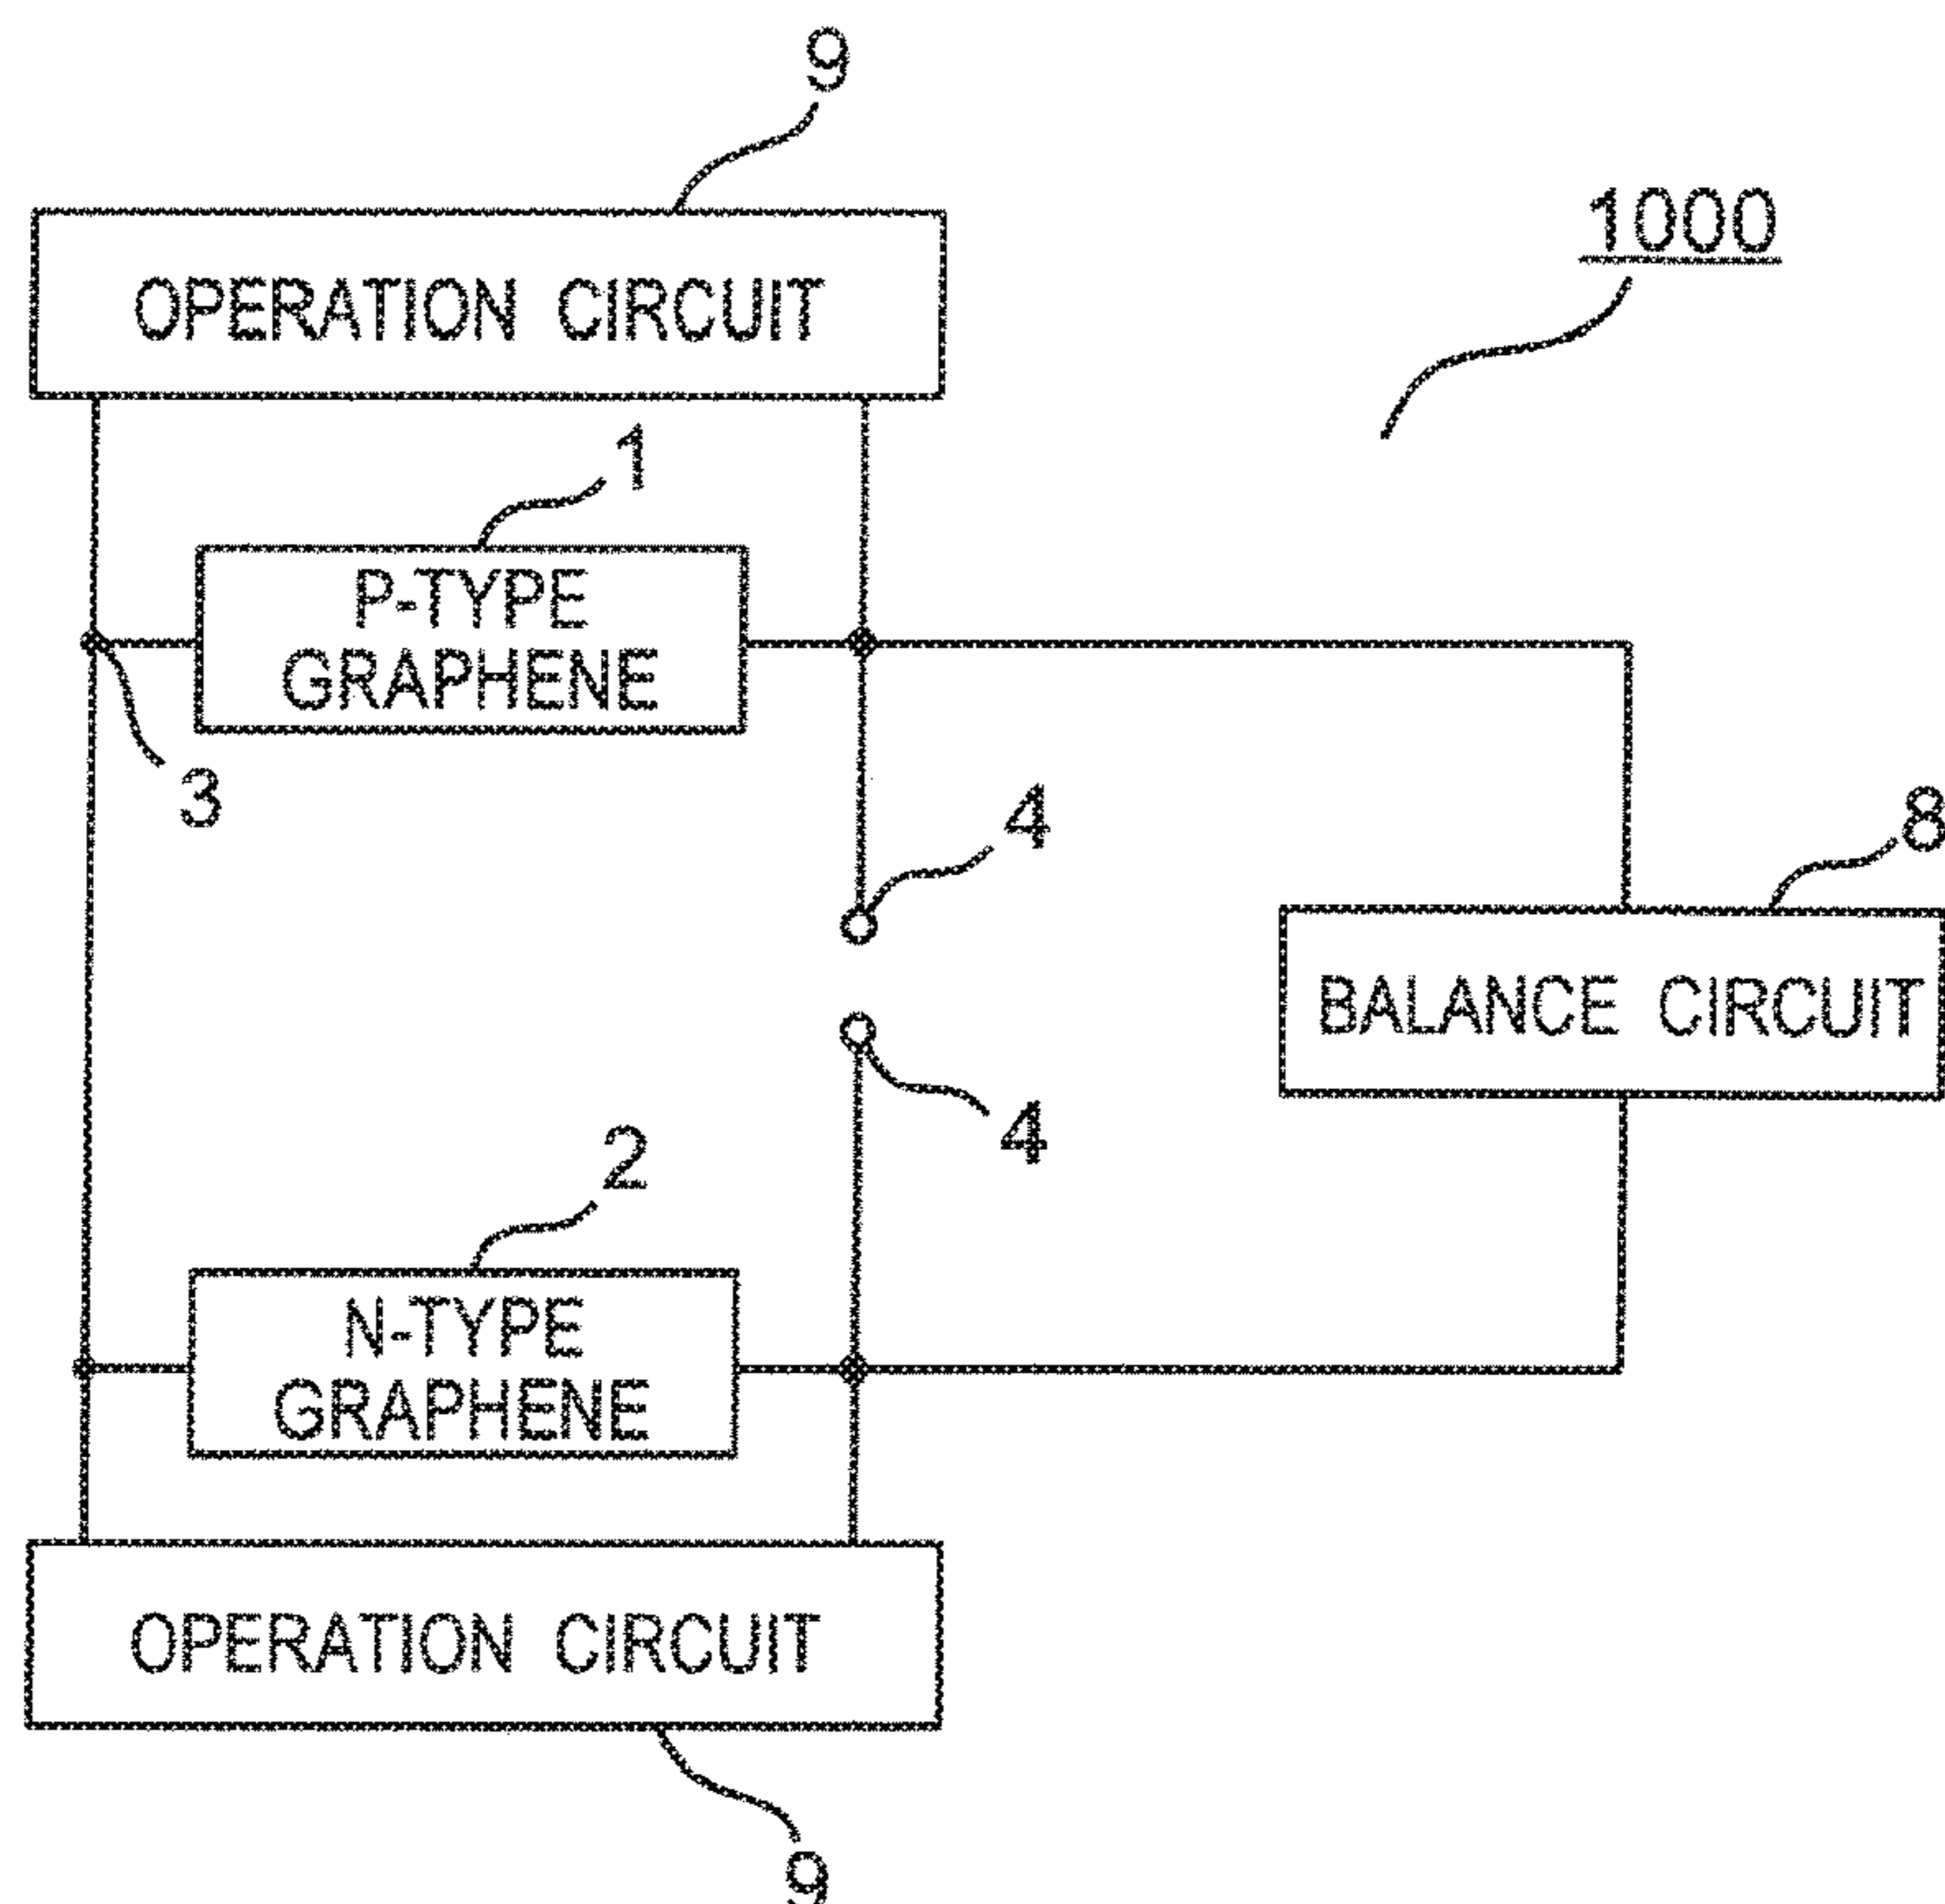 9
1000
OPERATION CIRCUIT
1
P-TYPE
GRAPHENE
3
4
8
BALANCE CIRCUIT
4
2
N-TYPE
GRAPHENE
OPERATION CIRCUIT
9